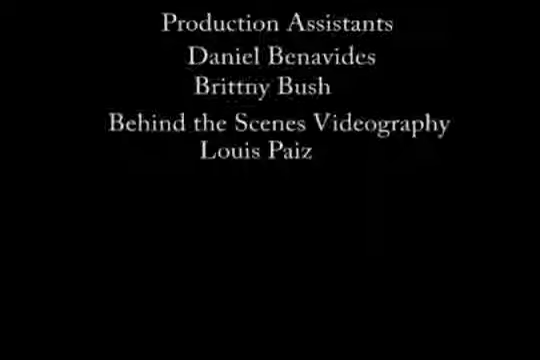 Production Assistants
Daniel Benavides
Brittny Bush
Behind the Scenes Videography
Louis Paiz